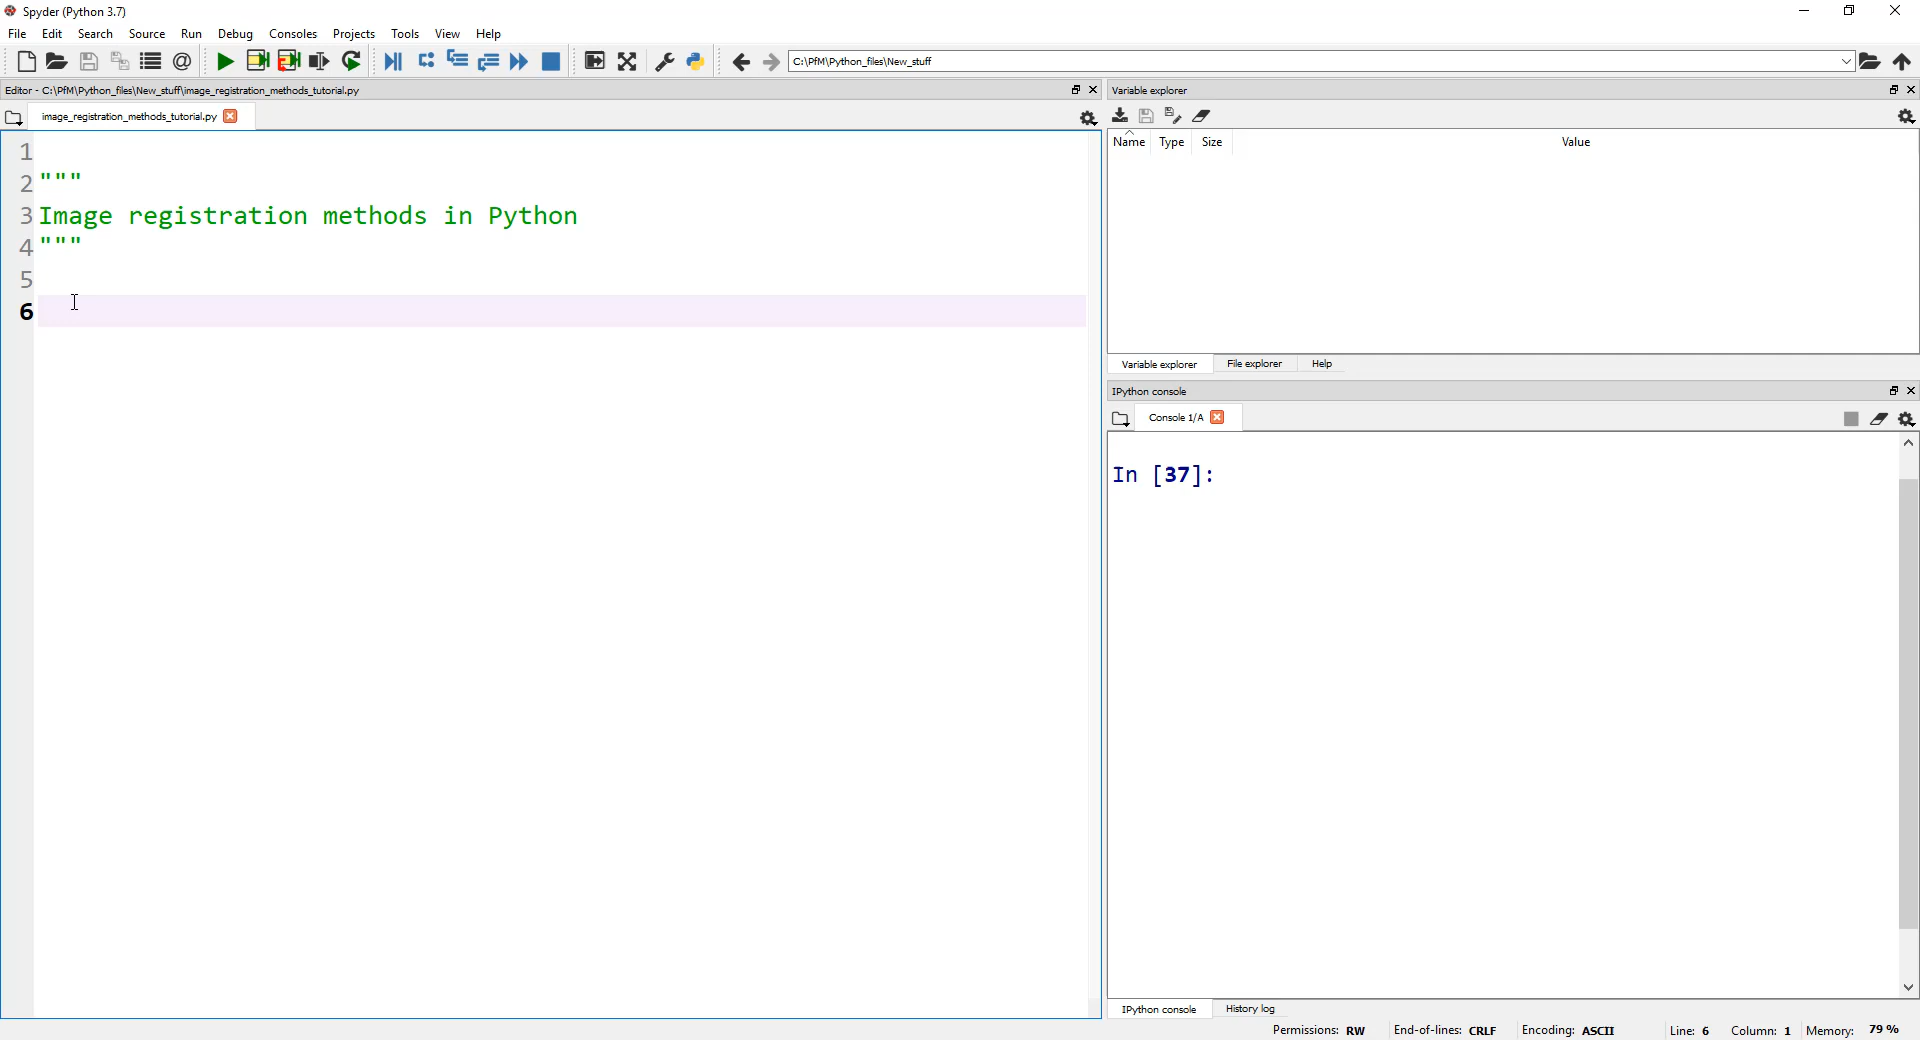 Spyder (Python 3.7)
File Edit Search Source Run Debug Consoles Projects Tools View Help
C:\PfM\Python_files\New_stuff
Editor - C:\PfM\Python_files\New_stuff\image_registration_methods_tutorial.py
image_registration_methods_tutorial.py
1
2 """
3 Image registration methods in Python
4 """
5
6
Variable explorer
Name Type Size Value
Variable explorer File explorer Help
IPython console
Console 1/A
In [37]:
IPython console History log
Permissions: RW End-of-lines: CRLF Encoding: ASCII Line: 6 Column: 1 Memory: 79 %